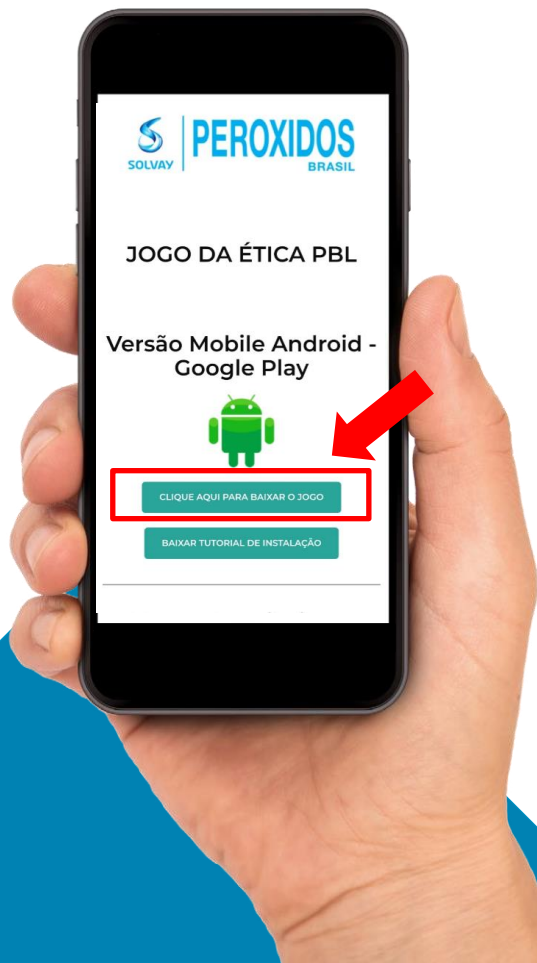 SOLVAY
PEROXIDOS
BRASIL
JOGO DA ÉTICA PBL
Versão Mobile Android -
Google Play
CLIQUE AQUI PARA BAIXAR O JOGO
BAIXAR TUTORIAL DE INSTALAÇÃO